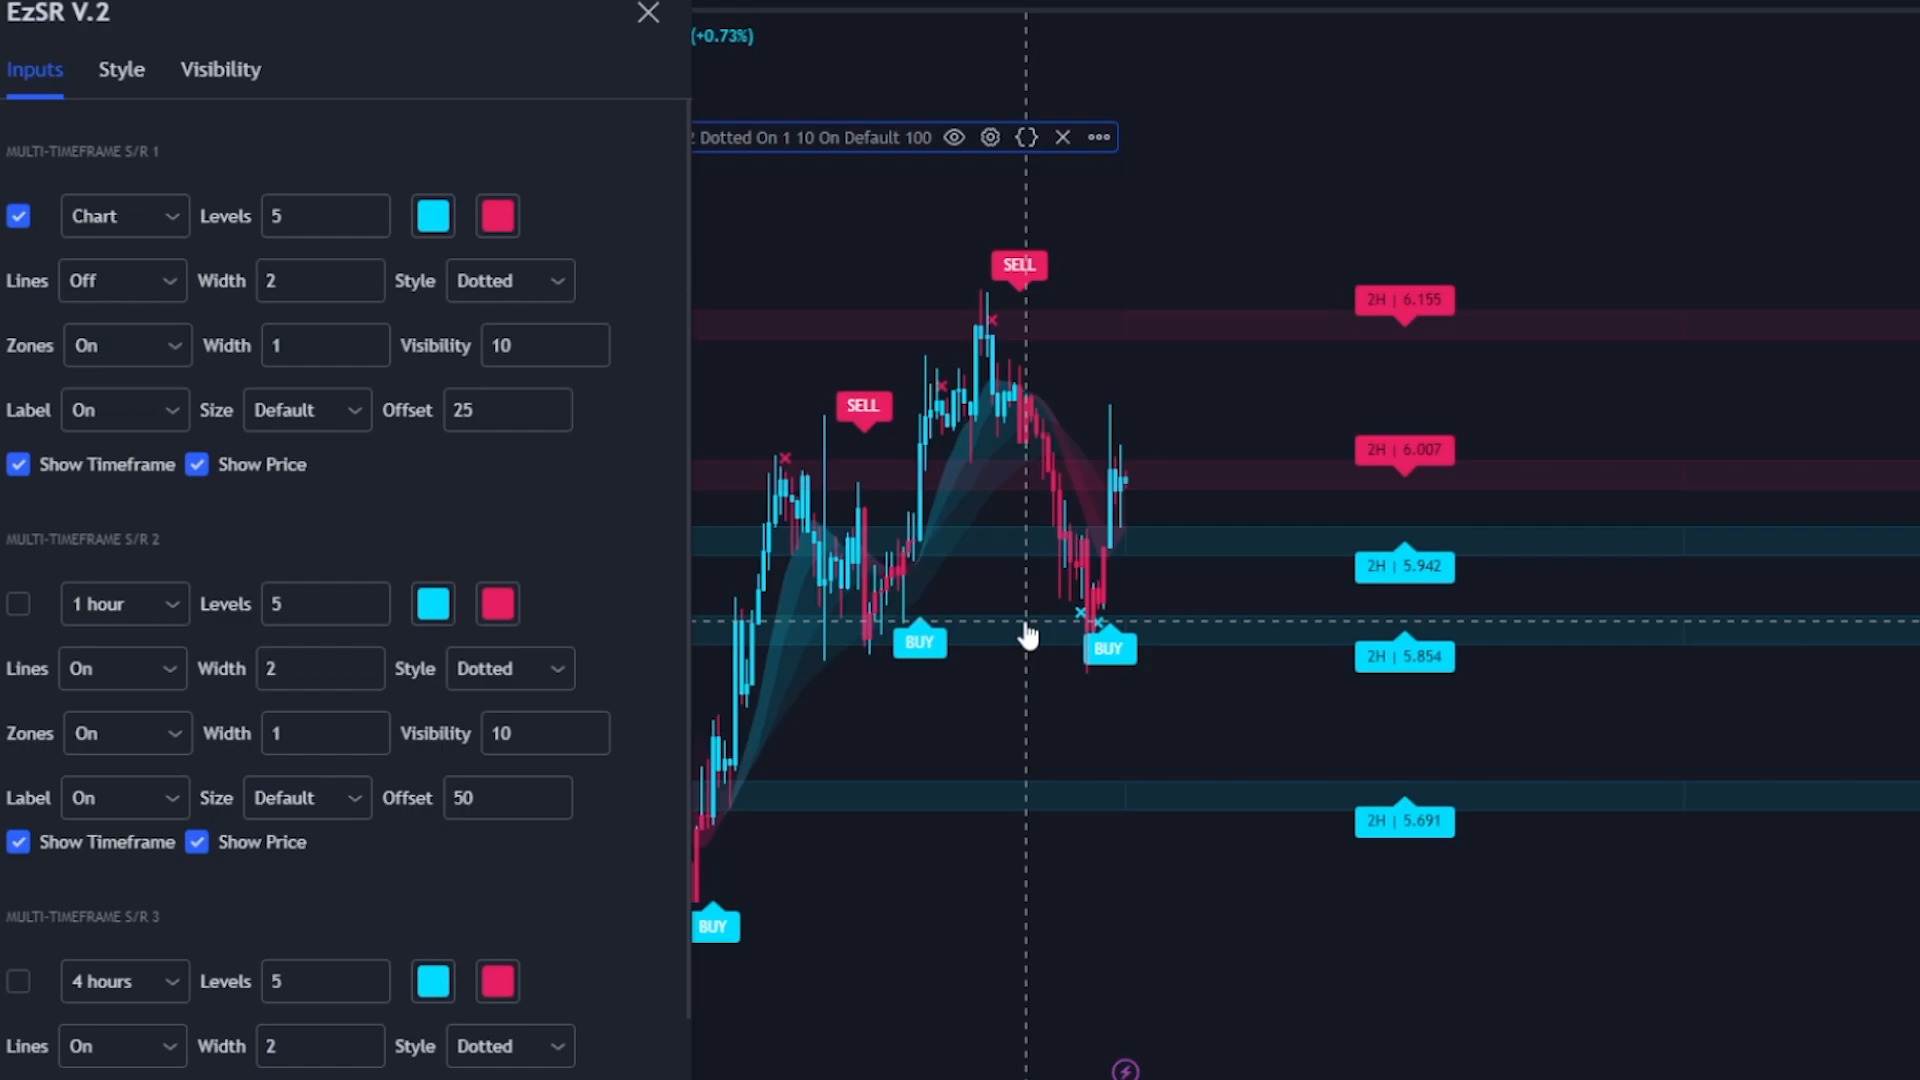 EzSR V.2
(+0.73%)
Inputs Style Visibility
Dotted On 1 10 On Default 100
MULTI-TIMEFRAME S/R 1
Chart Levels 5
Lines Off Width 2 Style Dotted
Zones On Width 1 Visibility 10
Label On Size Default Offset 25
Show Timeframe Show Price
MULTI-TIMEFRAME S/R 2
1 hour Levels 5
Lines On Width 2 Style Dotted
Zones On Width 1 Visibility 10
Label On Size Default Offset 50
Show Timeframe Show Price
MULTI-TIMEFRAME S/R 3
4 hours Levels 5
Lines On Width 2 Style Dotted
SELL
2H | 6.155
SELL
2H | 6.007
2H | 5.942
BUY
BUY
2H | 5.854
2H | 5.691
BUY